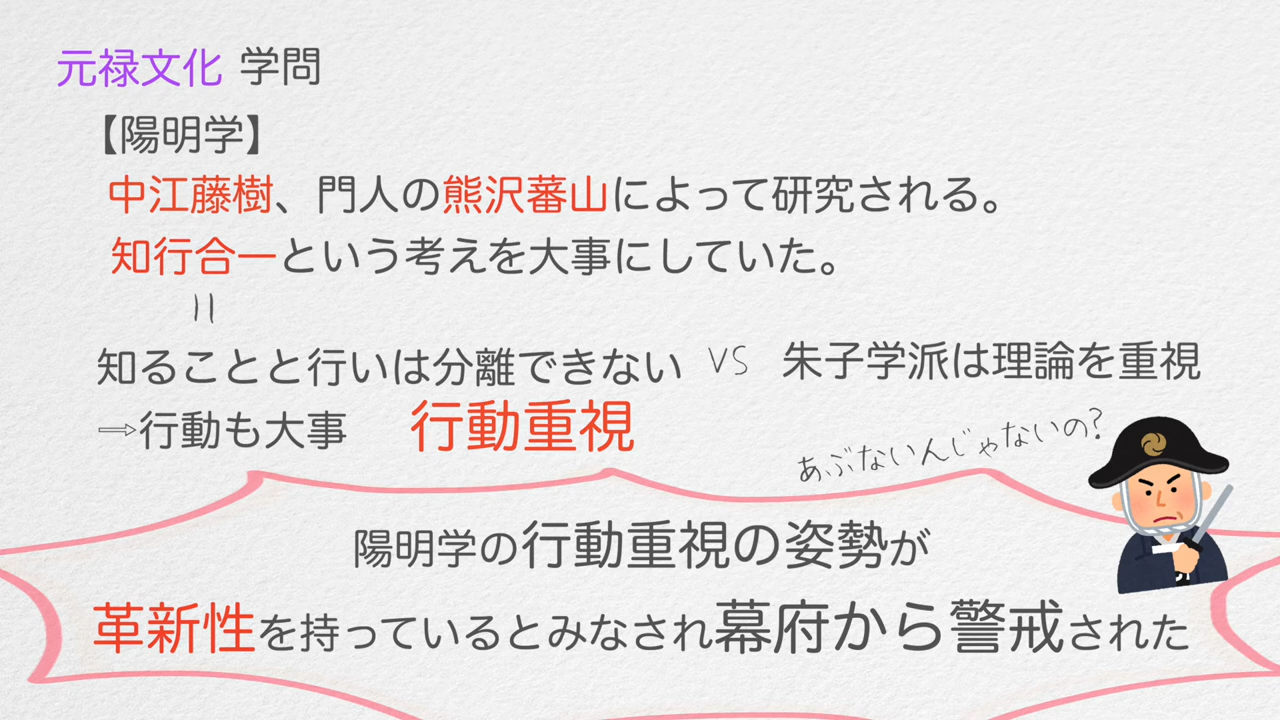 元禄文化 学問
【陽明学】
中江藤樹、門人の熊沢蕃山によって研究される。
知行合一という考えを大事にしていた。
=
知ることと行いは分離できない VS 朱子学派は理論を重視
⇒行動も大事 行動重視
あぶないんじゃないの?
陽明学の行動重視の姿勢が
革新性を持っているとみなされ幕府から警戒された